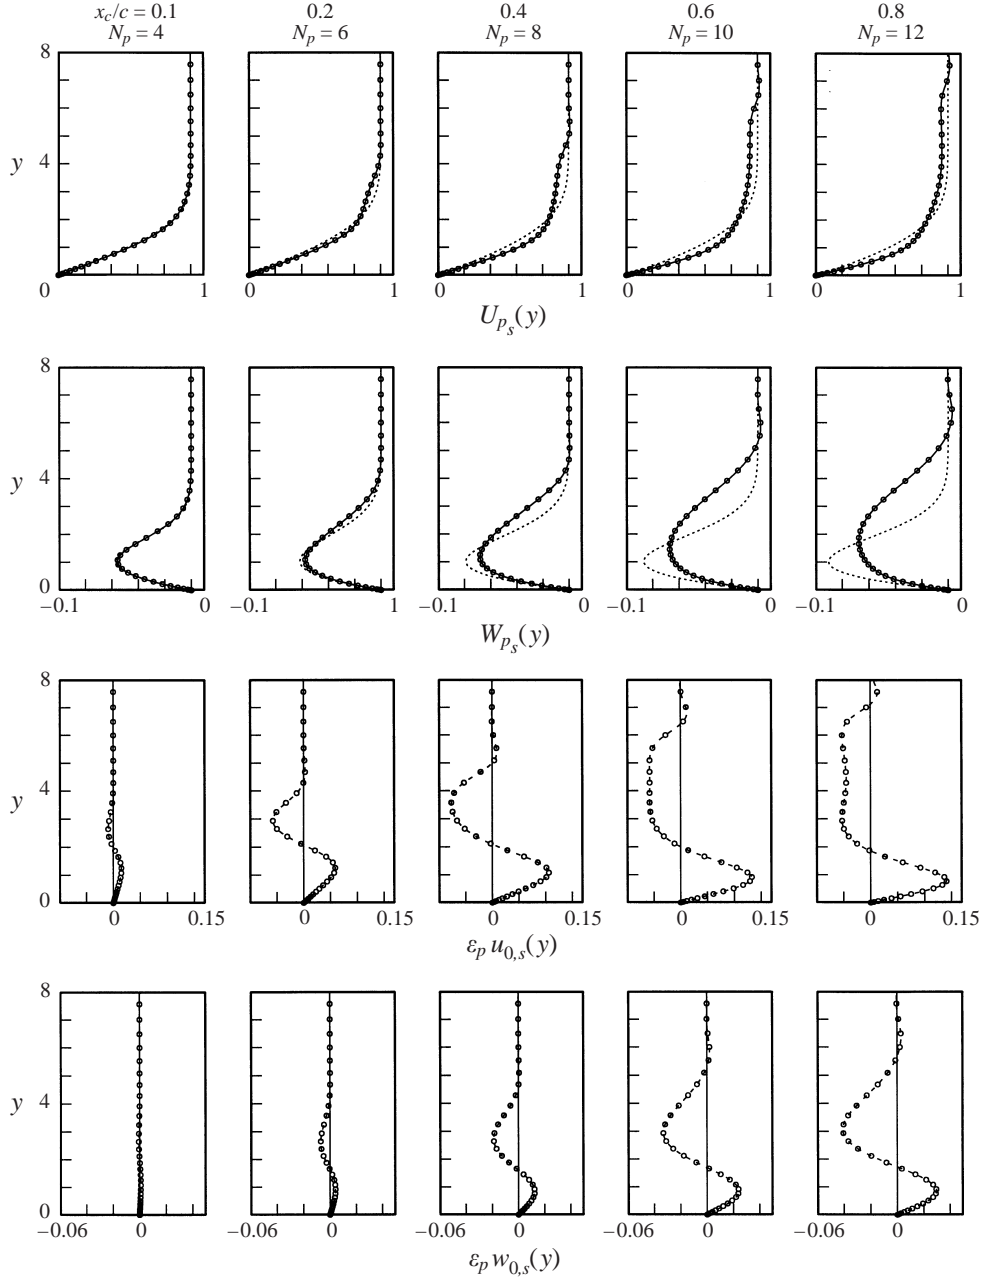 x_c/c = 0.1 0.2 0.4 0.6 0.8
N_p = 4 N_p = 6 N_p = 8 N_p = 10 N_p = 12
8
y 4
0 1 0 1 0 1 0 1 0 1
U_{p_s}(y)
8
y 4
0
−0.1 0 −0.1 1 −0.1 0 −0.1 0 −0.1 0
W_{p_s}(y)
8
y 4
0
0 0.15 0 0.15 0 0.15 0 0.15 0 0.15
ε_p u_{0,s}(y)
8
y 4
0
−0.06 0 −0.06 0 −0.06 0 −0.06 0 −0.06 0
ε_p w_{0,s}(y)